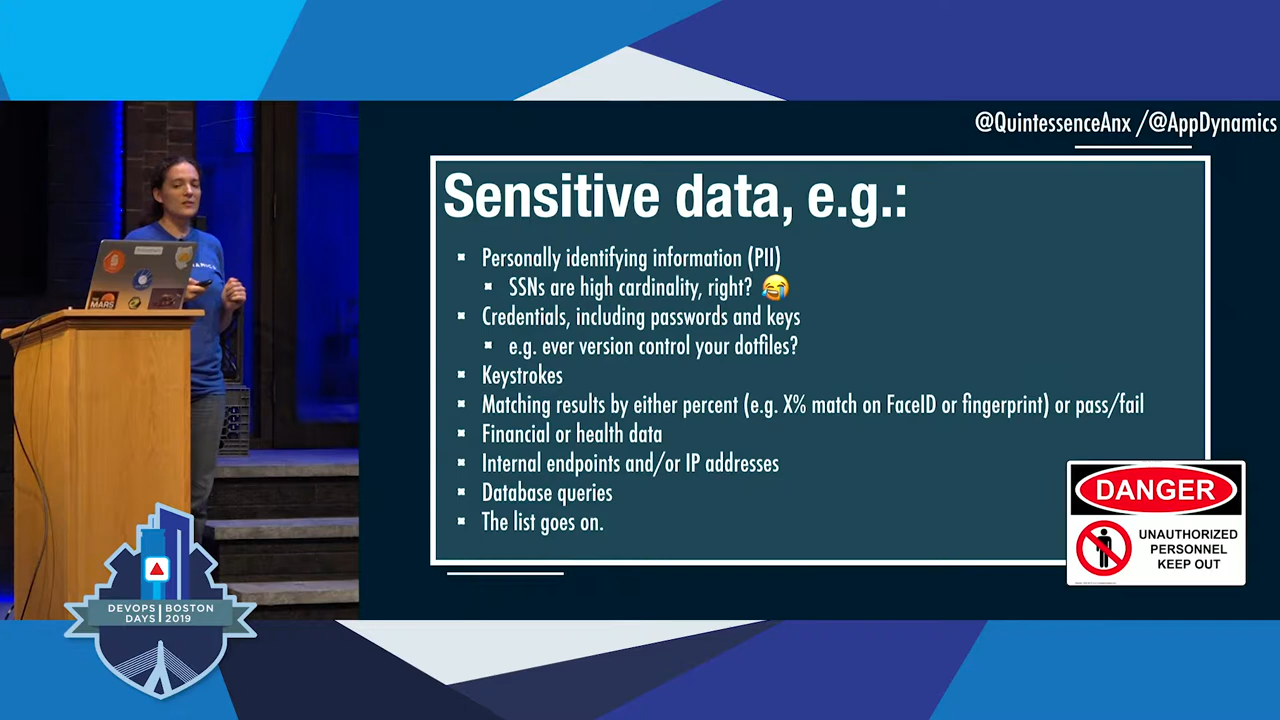 @QuintessenceAnx /@AppDynamics
Sensitive data, e.g.:
Personally identifying information (PII)
SSNs are high cardinality, right? 😂
Credentials, including passwords and keys
e.g. ever version control your dotfiles?
Keystrokes
Matching results by either percent (e.g. X% match on FaceID or fingerprint) or pass/fail
Financial or health data
Internal endpoints and/or IP addresses
Database queries
The list goes on.
DANGER
UNAUTHORIZED
PERSONNEL
KEEP OUT
THE MARS
DEVOPS BOSTON
DAYS 2019